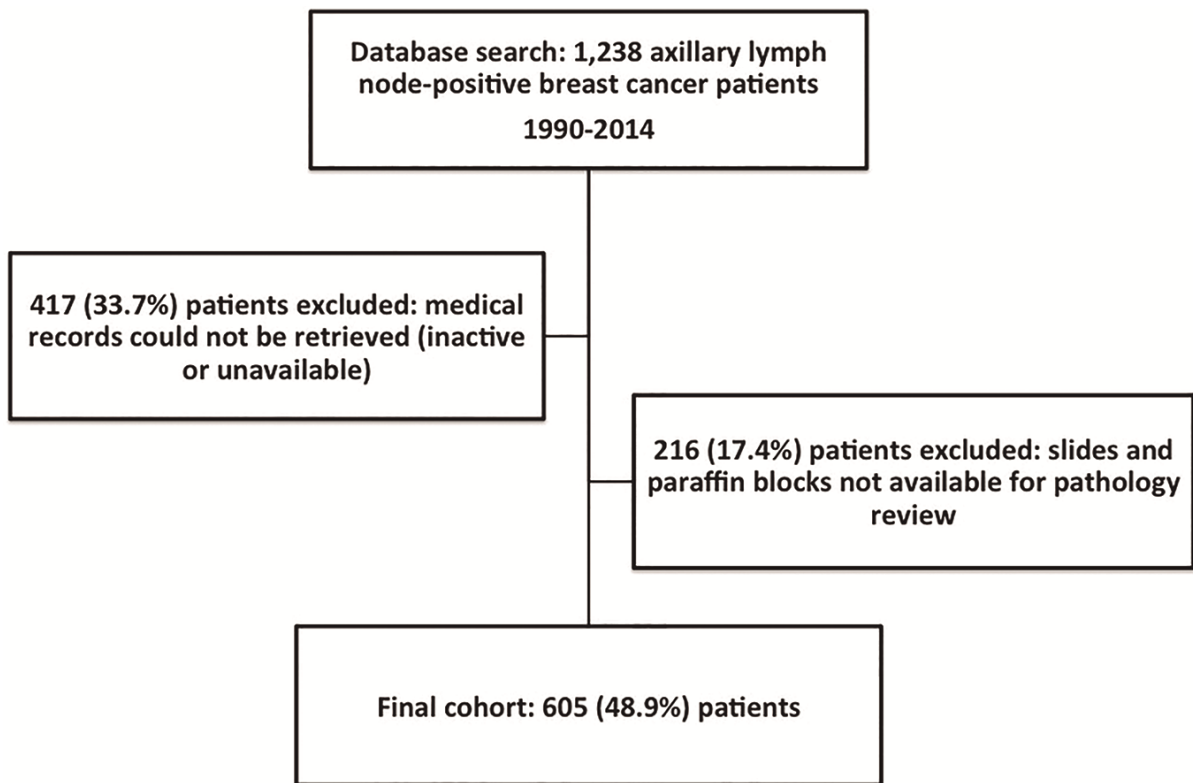 Database search: 1,238 axillary lymph
node-positive breast cancer patients
1990-2014
417 (33.7%) patients excluded: medical
records could not be retrieved (inactive
or unavailable)
216 (17.4%) patients excluded: slides and
paraffin blocks not available for pathology
review
Final cohort: 605 (48.9%) patients